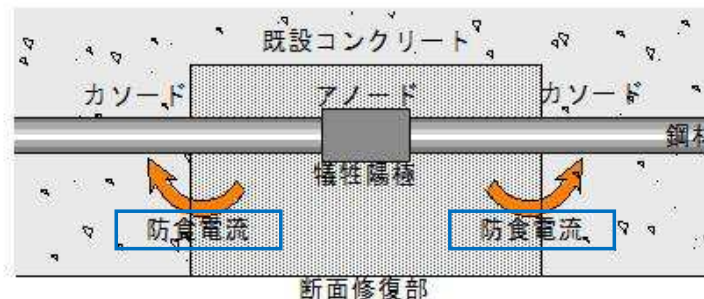 既設コンクリート
カソード アノード カソード
鋼材
犠牲陽極
防食電流 防食電流
断面修復部